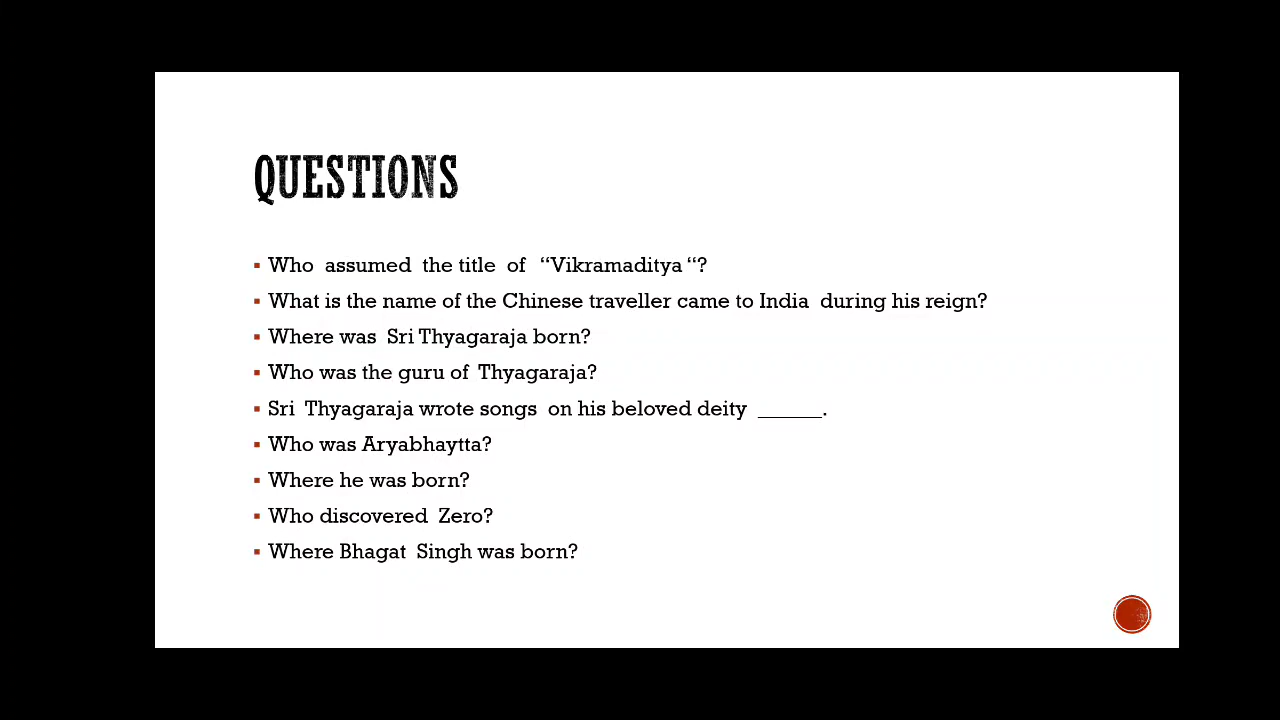 QUESTIONS
Who assumed the title of “Vikramaditya “?
What is the name of the Chinese traveller came to India during his reign?
Where was Sri Thyagaraja born?
Who was the guru of Thyagaraja?
Sri Thyagaraja wrote songs on his beloved deity ______.
Who was Aryabhaytta?
Where he was born?
Who discovered Zero?
Where Bhagat Singh was born?